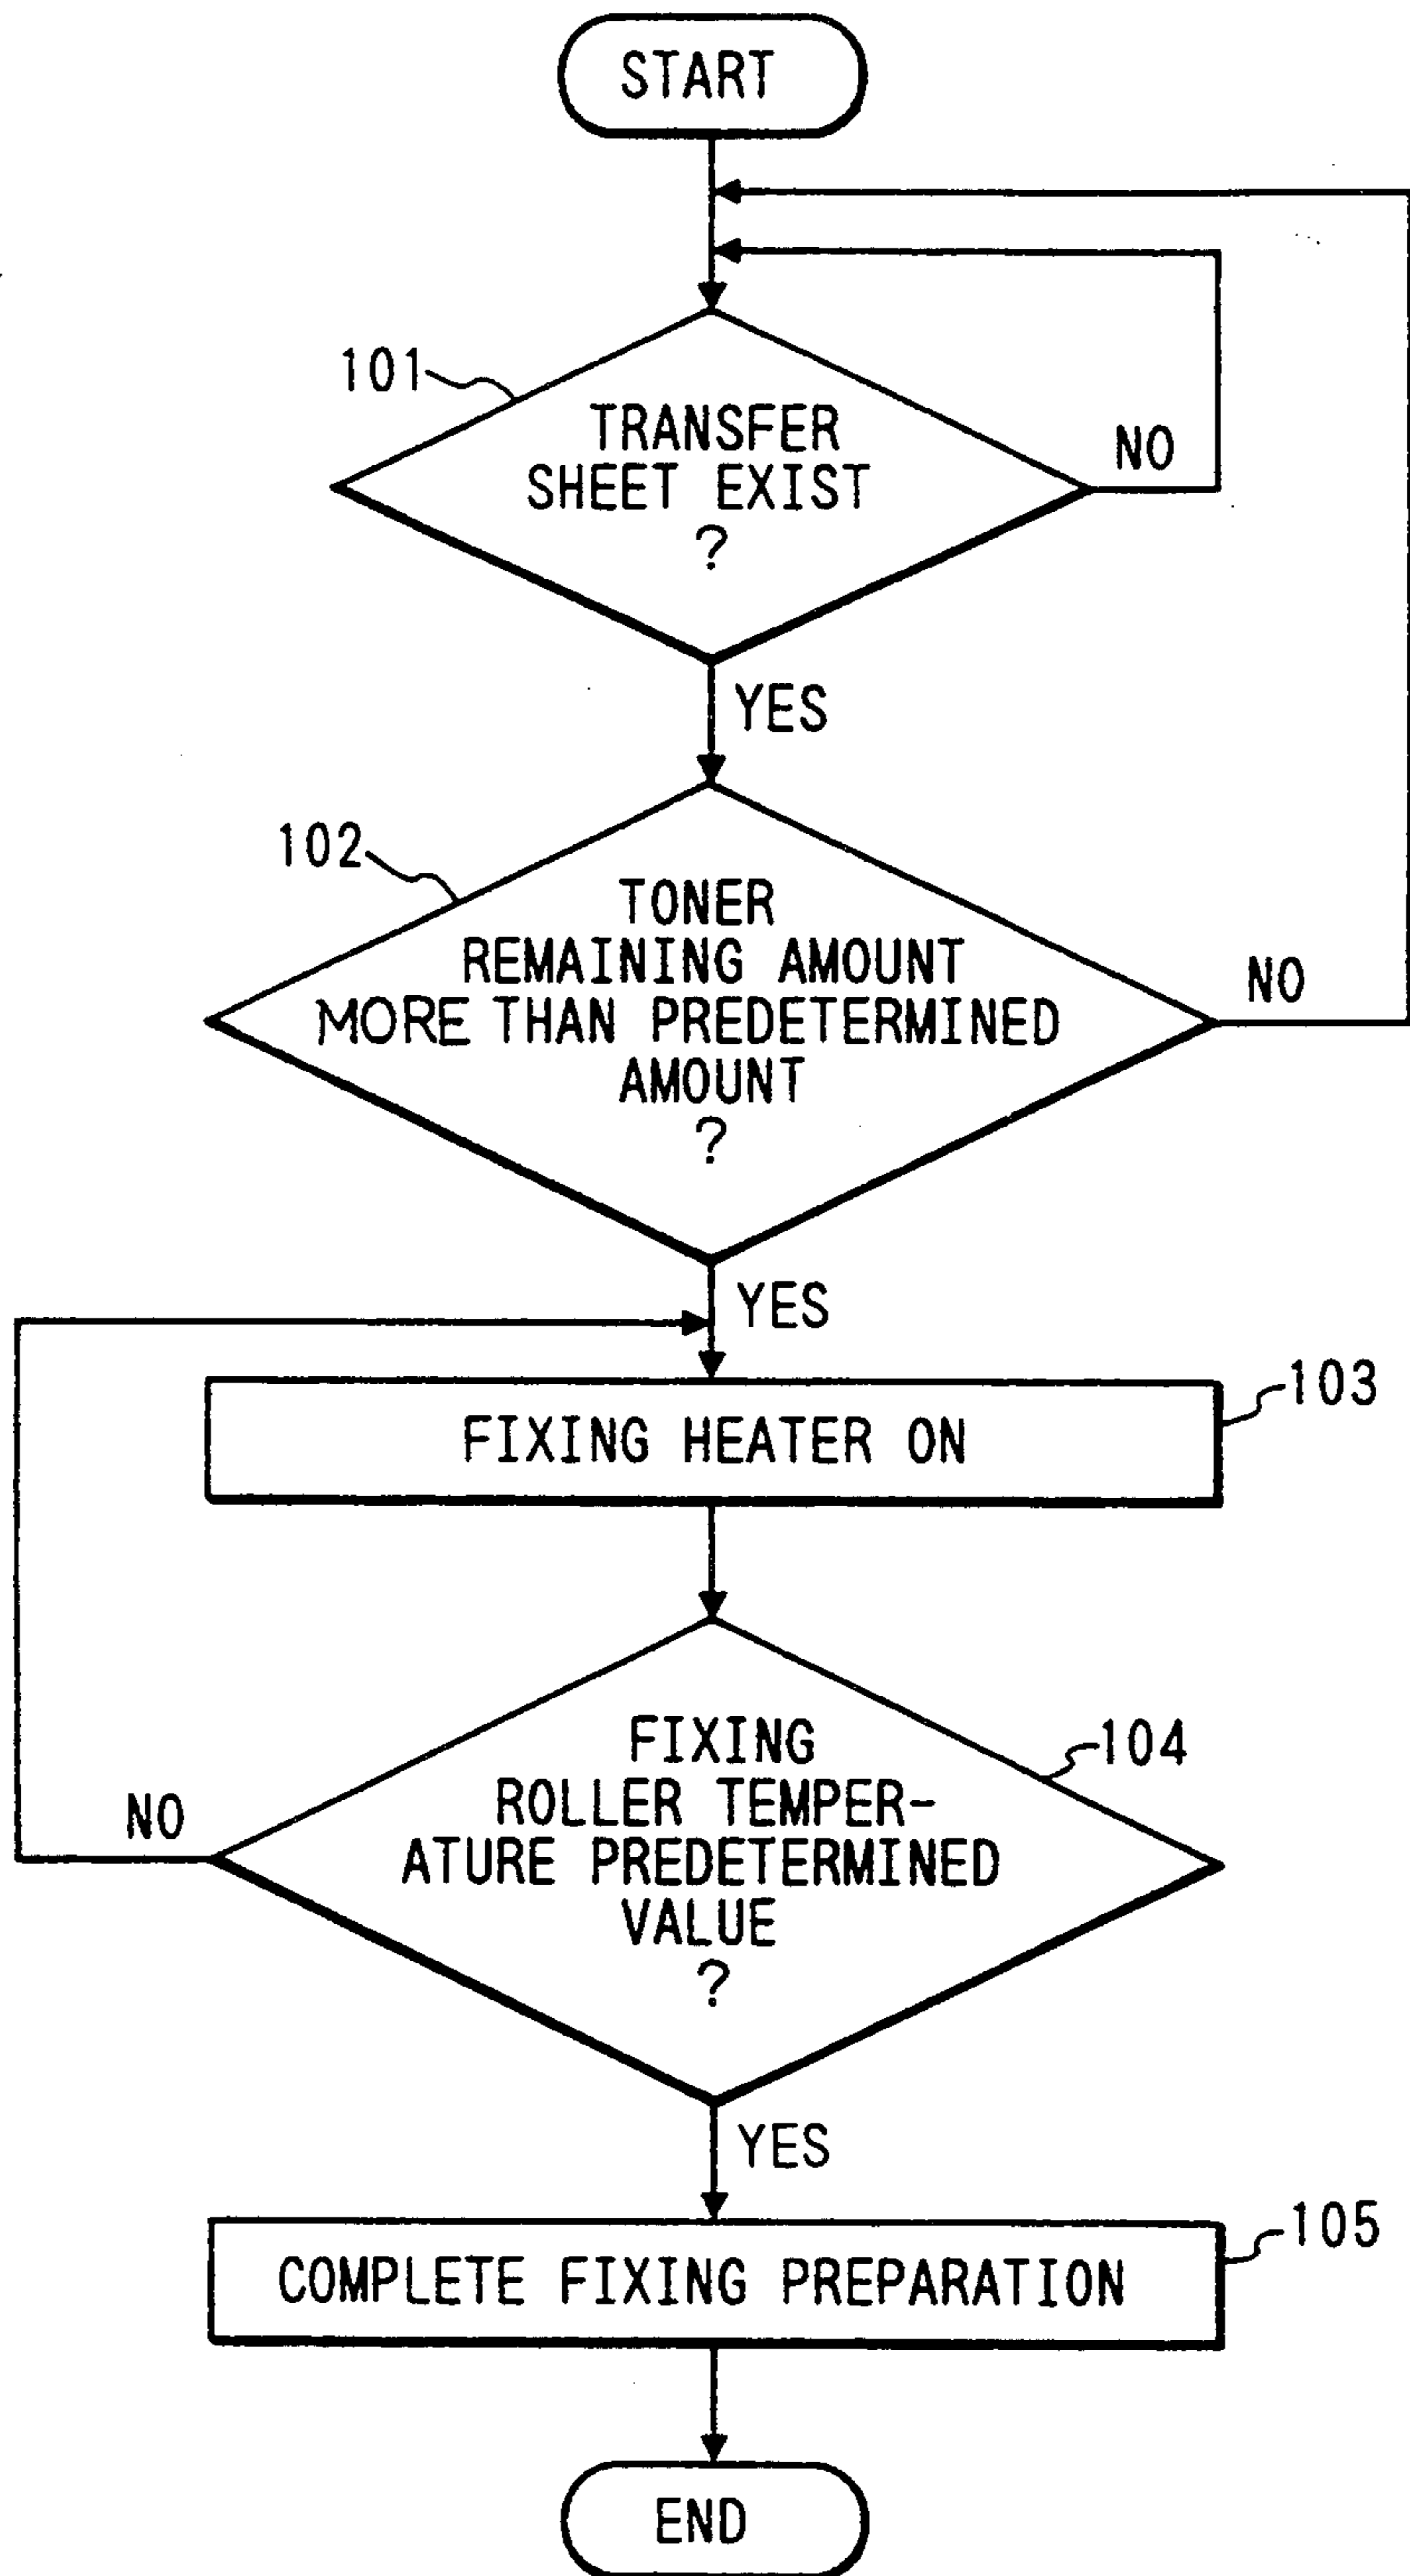 START
101
TRANSFER
SHEET EXIST
?
NO
YES
102
TONER
REMAINING AMOUNT
MORE THAN PREDETERMINED
AMOUNT
?
NO
YES
103
FIXING HEATER ON
104
FIXING
ROLLER TEMPER-
ATURE PREDETERMINED
VALUE
?
NO
YES
105
COMPLETE FIXING PREPARATION
END